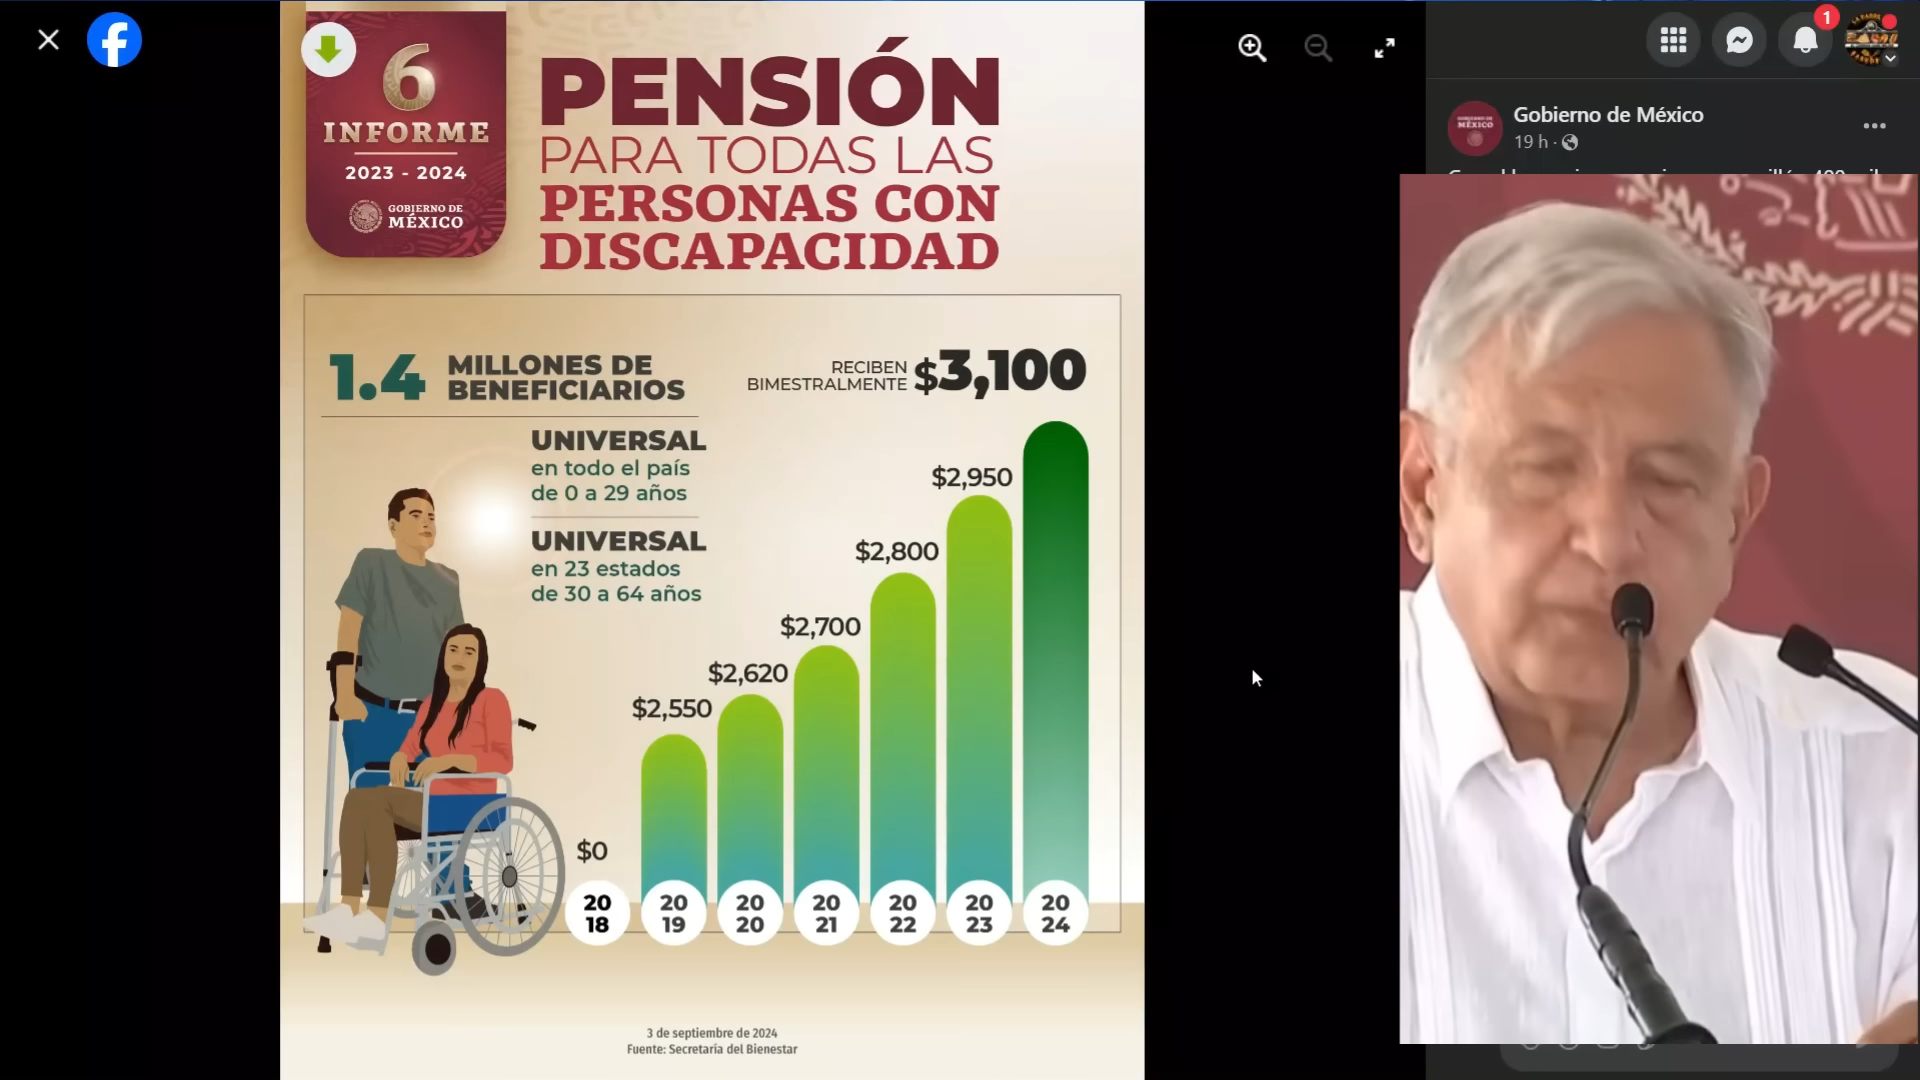 6
INFORME
2023 - 2024
GOBIERNO DE
MÉXICO
PENSIÓN
PARA TODAS LAS
PERSONAS CON
DISCAPACIDAD
1.4 MILLONES DE
BENEFICIARIOS
RECIBEN
BIMESTRALMENTE $3,100
UNIVERSAL
en todo el país
de 0 a 29 años
UNIVERSAL
en 23 estados
de 30 a 64 años
$0
$2,550
$2,620
$2,700
$2,800
$2,950
20
18
20
19
20
20
20
21
20
22
20
23
20
24
3 de septiembre de 2024
Fuente: Secretaría del Bienestar
1
Gobierno de México
19 h
GOBIERNO DE
MÉXICO